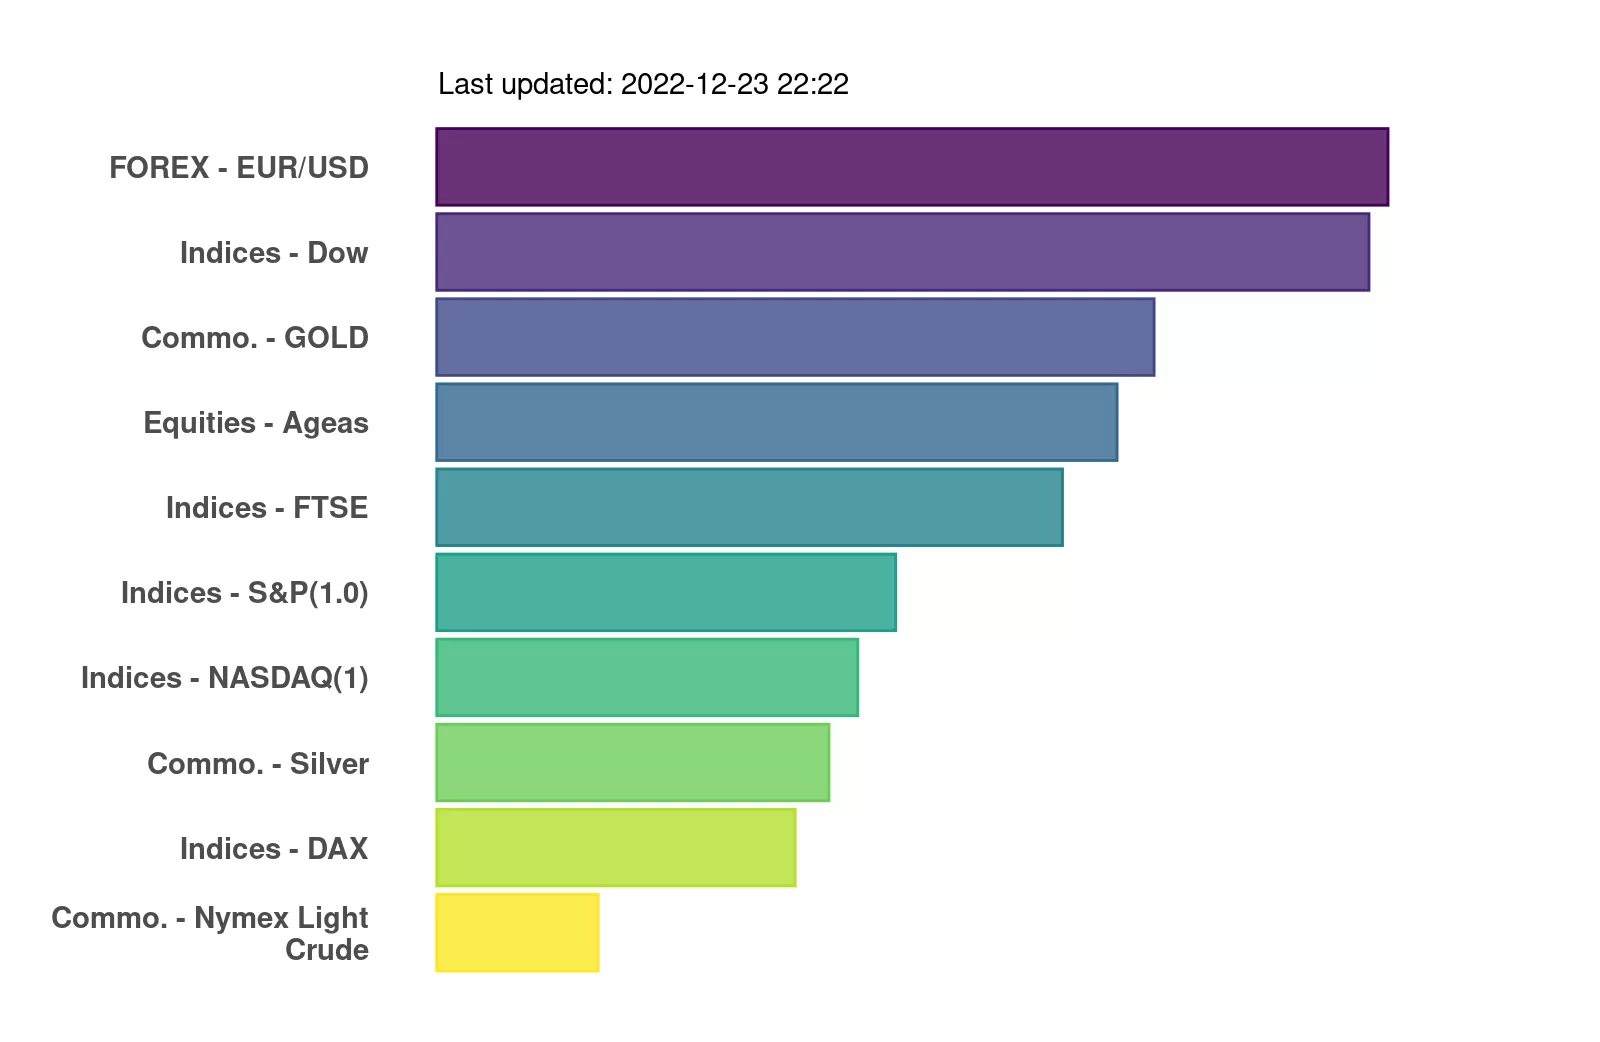 Last updated: 2022-12-23 22:22
FOREX - EUR/USD
Indices - Dow
Commo. - GOLD
Equities - Ageas
Indices - FTSE
Indices - S&P(1.0)
Indices - NASDAQ(1)
Commo. - Silver
Indices - DAX
Commo. - Nymex Light
Crude